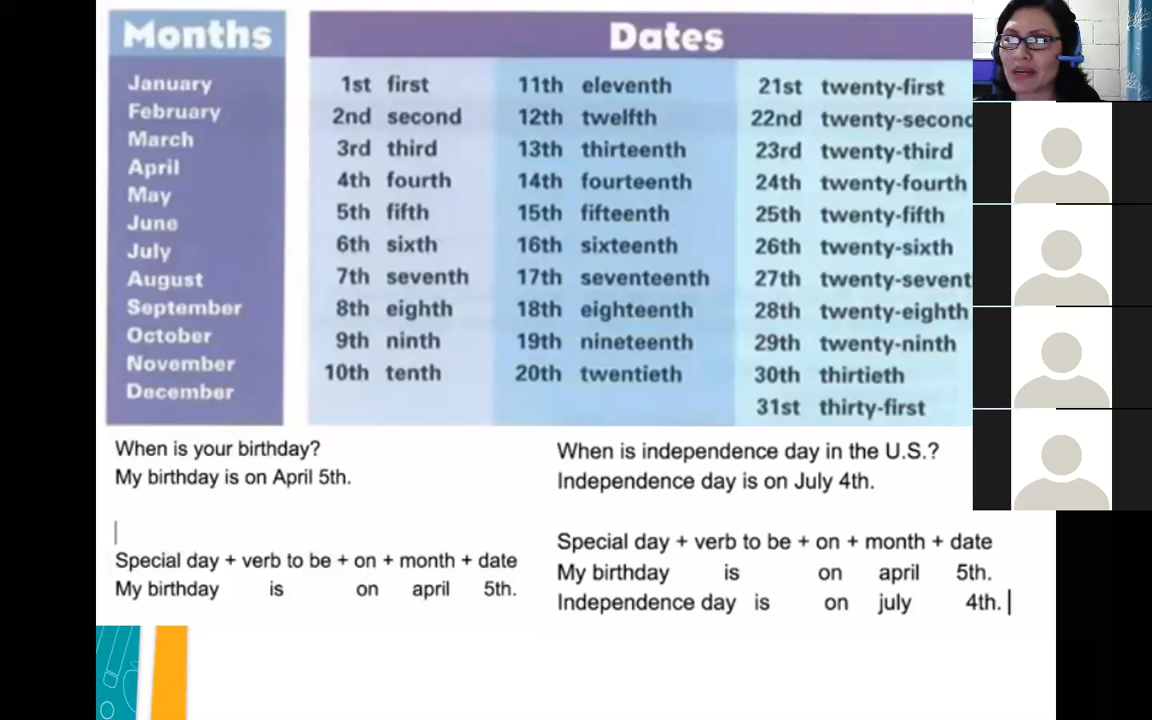 Months
January
February
March
April
May
June
July
August
September
October
November
December
Dates
1st first
2nd second
3rd third
4th fourth
5th fifth
6th sixth
7th seventh
8th eighth
9th ninth
10th tenth
11th eleventh
12th twelfth
13th thirteenth
14th fourteenth
15th fifteenth
16th sixteenth
17th seventeenth
18th eighteenth
19th nineteenth
20th twentieth
21st twenty-first
22nd twenty-second
23rd twenty-third
24th twenty-fourth
25th twenty-fifth
26th twenty-sixth
27th twenty-sevent
28th twenty-eighth
29th twenty-ninth
30th thirtieth
31st thirty-first
When is your birthday?
My birthday is on April 5th.
Special day + verb to be + on + month + date
My birthday is on april 5th.
When is independence day in the U.S.?
Independence day is on July 4th.
Special day + verb to be + on + month + date
My birthday is on april 5th.
Independence day is on july 4th.